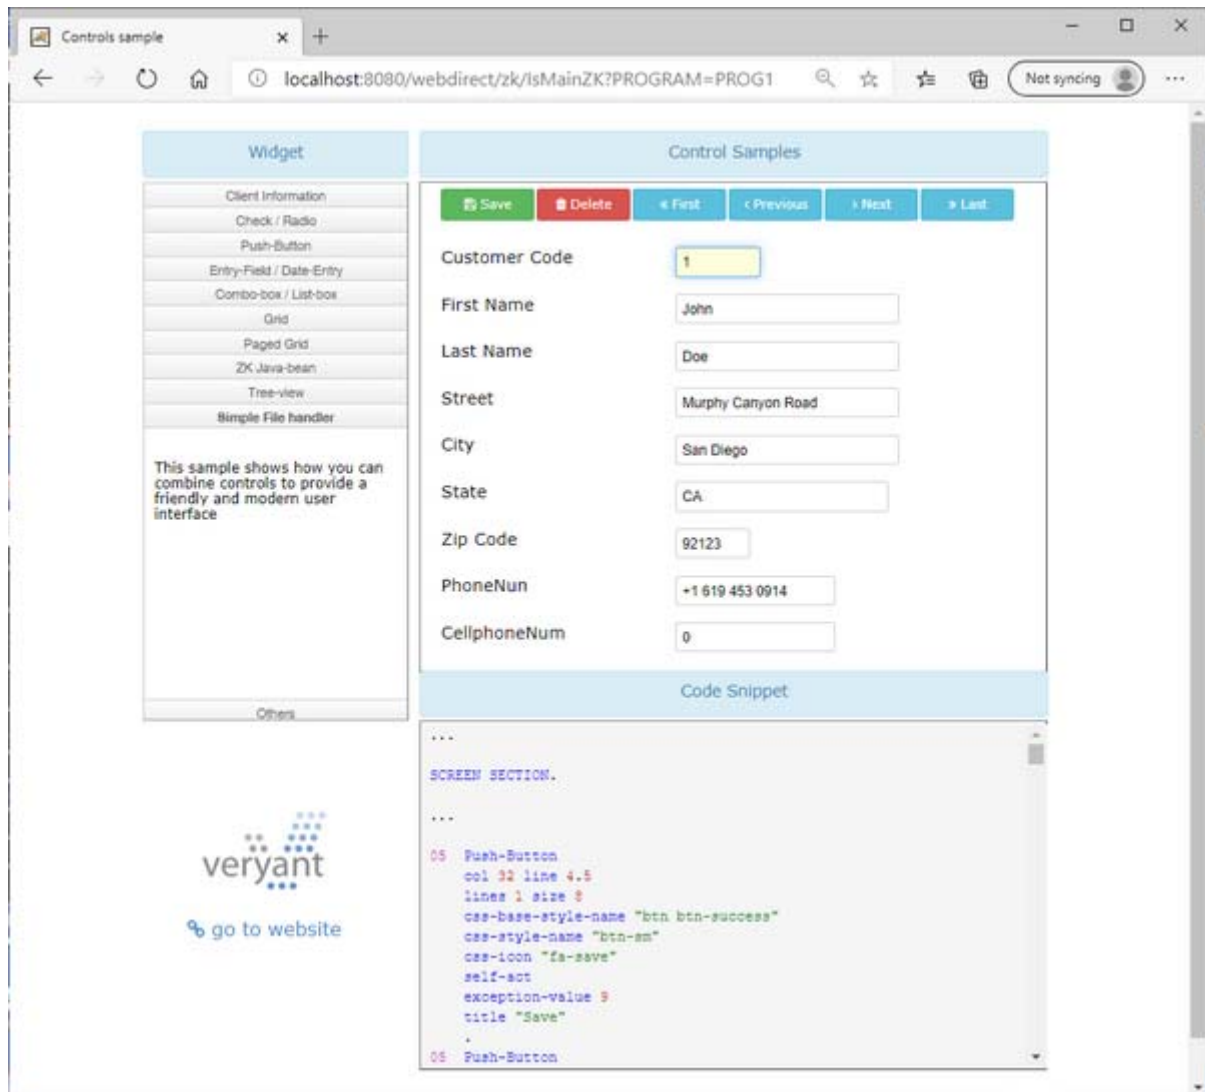 Controls sample
localhost:8080/webdirect/zk/IsMainZK?PROGRAM=PROG1
Not syncing
Widget
Client Information
Check / Radio
Push-Button
Entry-Field / Date-Entry
Combo-box / List-box
Grid
Paged Grid
ZK Java-bean
Tree-view
Simple File handler
This sample shows how you can
combine controls to provide a
friendly and modern user
interface
Others
veryant
go to website
Control Samples
Save
Delete
« First
‹ Previous
› Next
» Last
Customer Code
1
First Name
John
Last Name
Doe
Street
Murphy Canyon Road
City
San Diego
State
CA
Zip Code
92123
PhoneNun
+1 619 453 0914
CellphoneNum
0
Code Snippet
...
SCREEN SECTION.
...
05 Push-Button
col 32 line 4.5
lines 1 size 8
css-base-style-name "btn btn-success"
css-style-name "btn-sm"
css-icon "fa-save"
self-act
exception-value 9
title "Save"
.
05 Push-Button